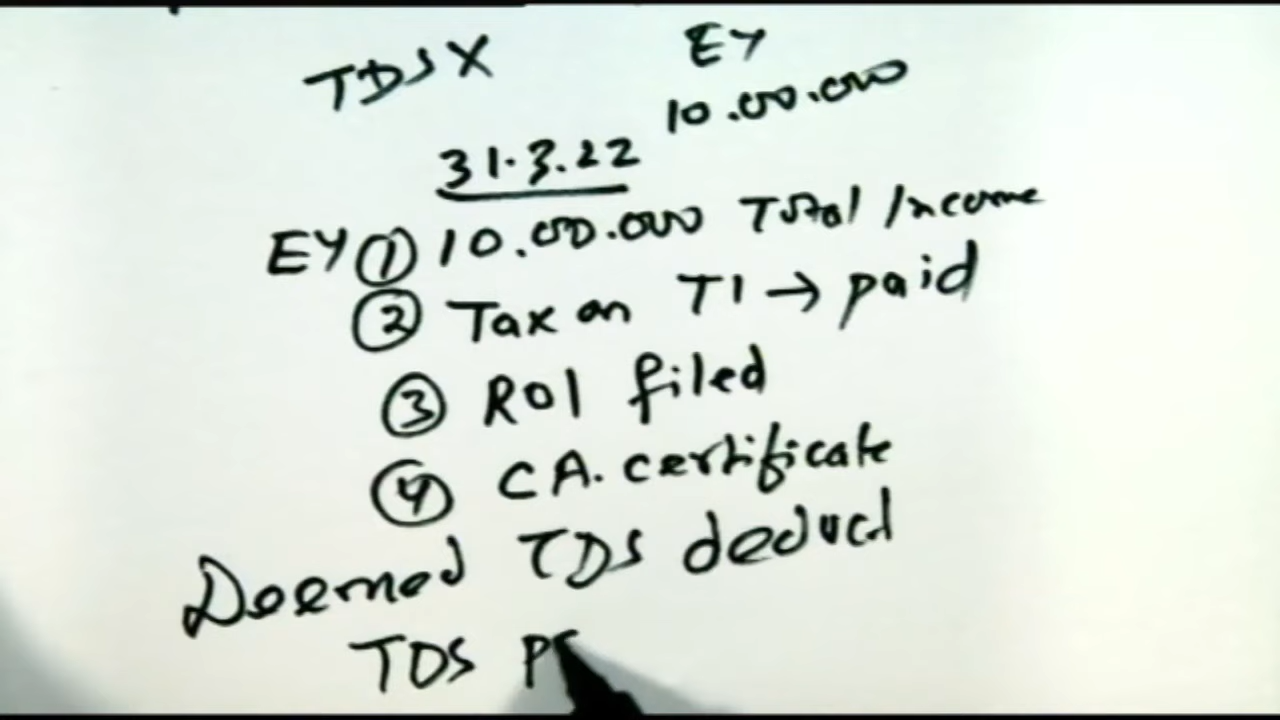 TDS X EY
10.00.000
31.3.22
EY ① 10.00.000 Total Income
② Tax on TI → paid
③ ROI filed
④ CA. certificate
Deemed TDS deduct
TDS P